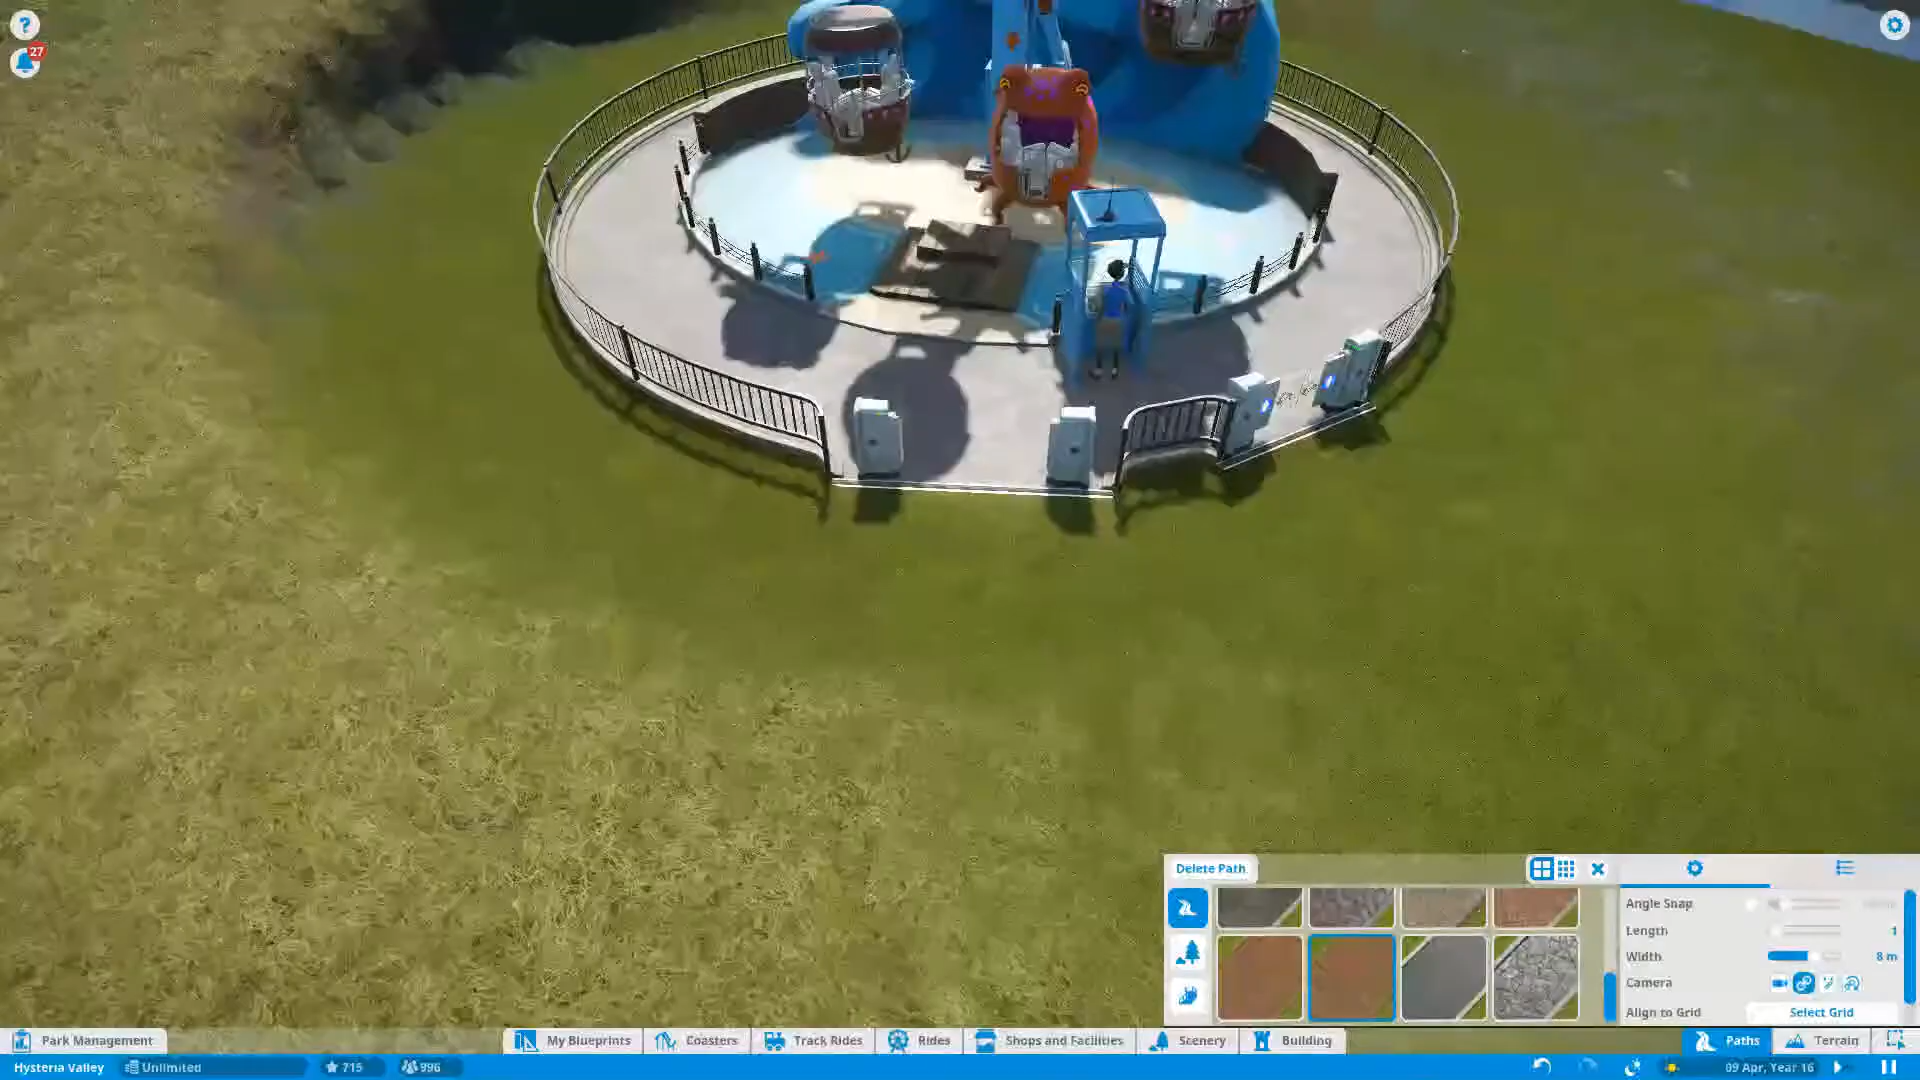 27
Delete Path
Angle Snap
Length 1
Width 8 m
Camera
Align to Grid Select Grid
Park Management My Blueprints Coasters Track Rides Rides Shops and Facilities Scenery Building Paths Terrain
Hysteria Valley Unlimited 715 996 09 Apr, Year 16